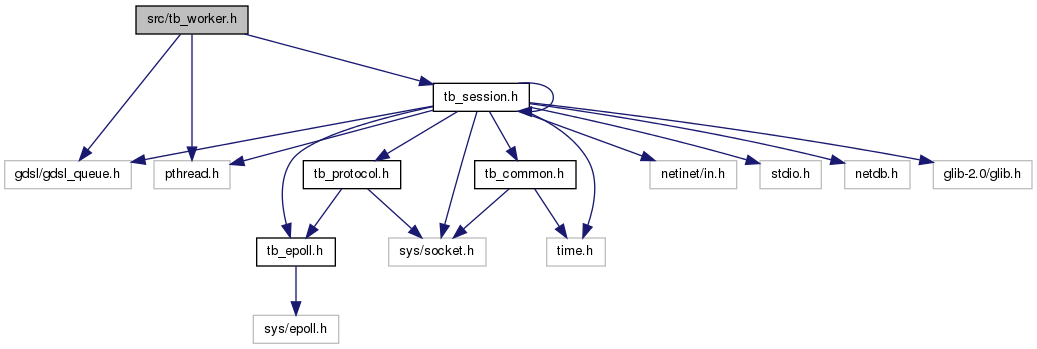 src/tb_worker.h
tb_session.h
gdsl/gdsl_queue.h
pthread.h
tb_protocol.h
tb_common.h
netinet/in.h
stdio.h
netdb.h
glib-2.0/glib.h
tb_epoll.h
sys/socket.h
time.h
sys/epoll.h